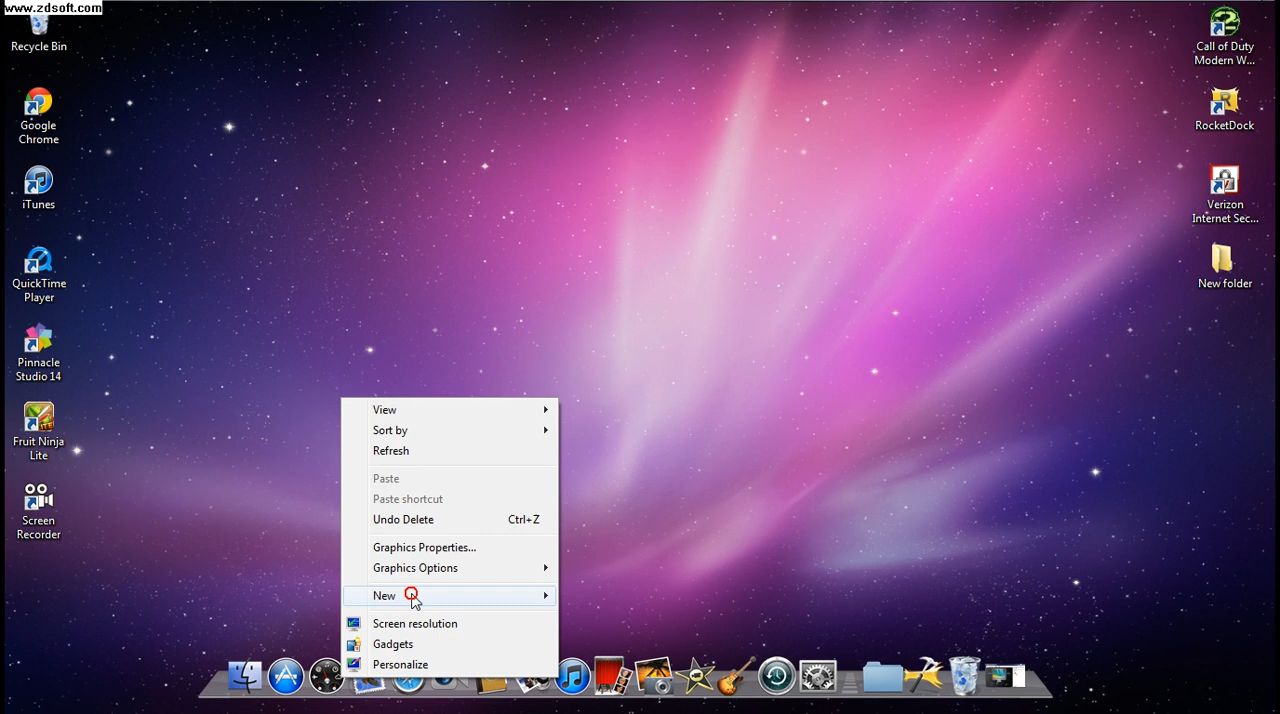 www.zdsoft.com
Recycle Bin
Google
Chrome
iTunes
QuickTime
Player
Pinnacle
Studio 14
Fruit Ninja
Lite
Screen
Recorder
Call of Duty
Modern W...
RocketDock
Verizon
Internet Sec...
New folder
View
Sort by
Refresh
Paste
Paste shortcut
Undo Delete Ctrl+Z
Graphics Properties...
Graphics Options
New
Screen resolution
Gadgets
Personalize